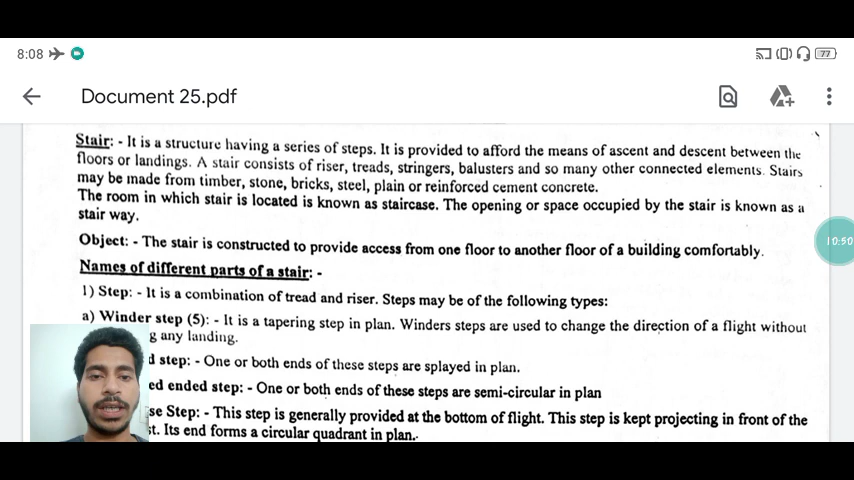 8:08
77
Document 25.pdf
Stair: - It is a structure having a series of steps. It is provided to afford the means of ascent and descent between the
floors or landings. A stair consists of riser, treads, stringers, balusters and so many other connected elements. Stairs
may be made from timber, stone, bricks, steel, plain or reinforced cement concrete.
The room in which stair is located is known as staircase. The opening or space occupied by the stair is known as a
stair way.
Object: - The stair is constructed to provide access from one floor to another floor of a building comfortably.
10:50
Names of different parts of a stair: -
1) Step: - It is a combination of tread and riser. Steps may be of the following types:
a) Winder step (5): - It is a tapering step in plan. Winders steps are used to change the direction of a flight without
g any landing.
d step: - One or both ends of these steps are splayed in plan.
ed ended step: - One or both ends of these steps are semi-circular in plan
se Step: - This step is generally provided at the bottom of flight. This step is kept projecting in front of the
st. Its end forms a circular quadrant in plan.